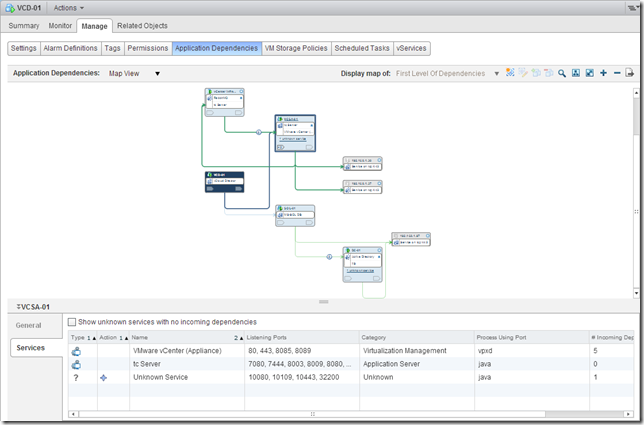 VCD-01 Actions
Summary Monitor Manage Related Objects
Settings Alarm Definitions Tags Permissions Application Dependencies VM Storage Policies Scheduled Tasks vServices
Application Dependencies: Map View Display map of: First Level Of Dependencies
VCSA-01
General
Services
Show unknown services with no incoming dependencies
Type 1 Action 1 Name 2 Listening Ports Category Process Using Port # Incoming Dep
VMware vCenter (Appliance) 80, 443, 8085, 8089 Virtualization Management vpxd 5
tc Server 7080, 7444, 8003, 8009, 8080, ... Application Server java 0
? Unknown Service 10080, 10109, 10443, 32200 Unknown java 1